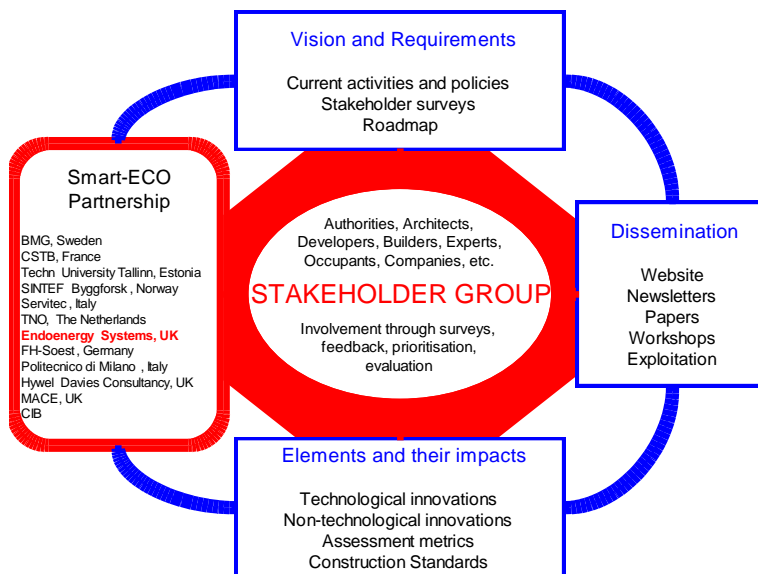 Vision and Requirements
Current activities and policies
Stakeholder surveys
Roadmap
Smart-ECO
Partnership
BMG, Sweden
CSTB, France
Techn University Tallinn, Estonia
SINTEF Byggforsk , Norway
Servitec , Italy
TNO, The Netherlands
Endoenergy Systems, UK
FH-Soest , Germany
Politecnico di Milano , Italy
Hywel Davies Consultancy, UK
MACE, UK
CIB
Authorities, Architects,
Developers, Builders, Experts,
Occupants, Companies, etc.
STAKEHOLDER GROUP
Involvement through surveys,
feedback, prioritisation,
evaluation
Dissemination
Website
Newsletters
Papers
Workshops
Exploitation
Elements and their impacts
Technological innovations
Non-technological innovations
Assessment metrics
Construction Standards